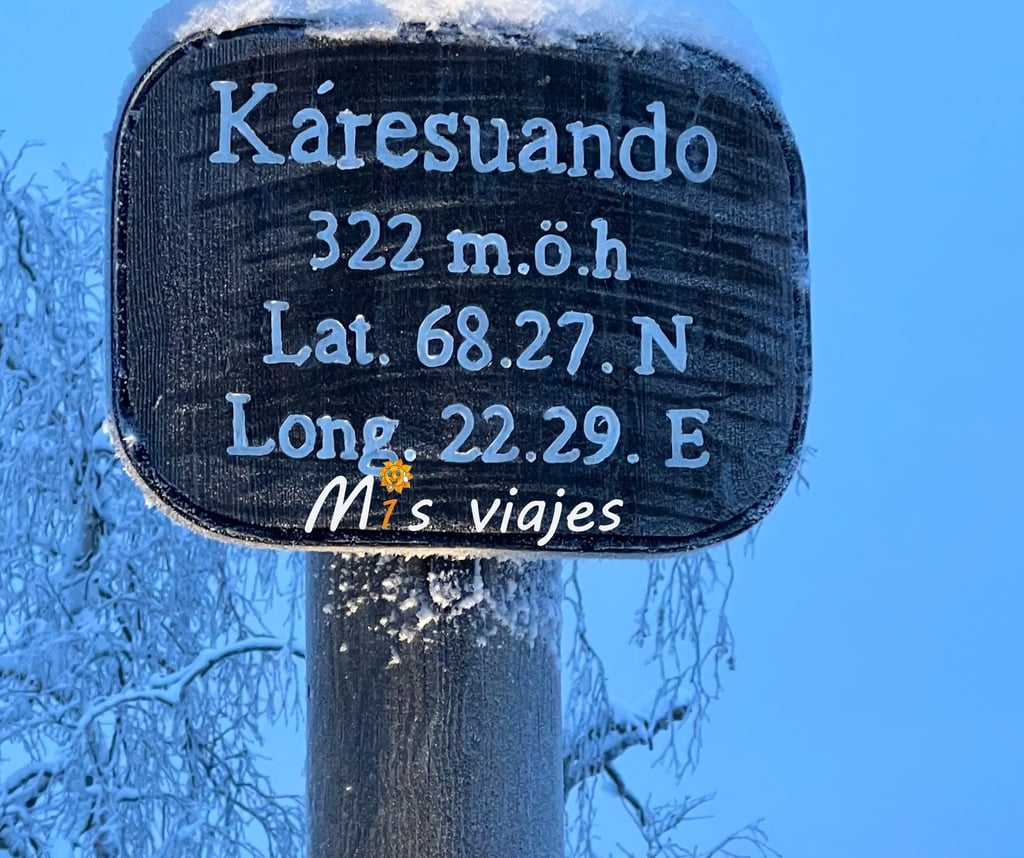 Káresuando
322 m.ö.h
Lat. 68.27. N
Long. 22.29. E
Mis viajes